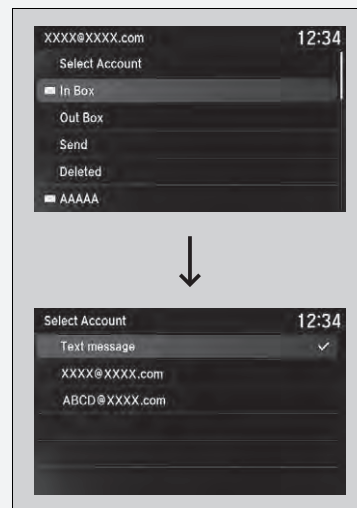 XXXX@XXXX.com 12:34
Select Account
In Box
Out Box
Send
Deleted
AAAAA
Select Account 12:34
Text message
XXXX@XXXX.com
ABCD@XXXX.com